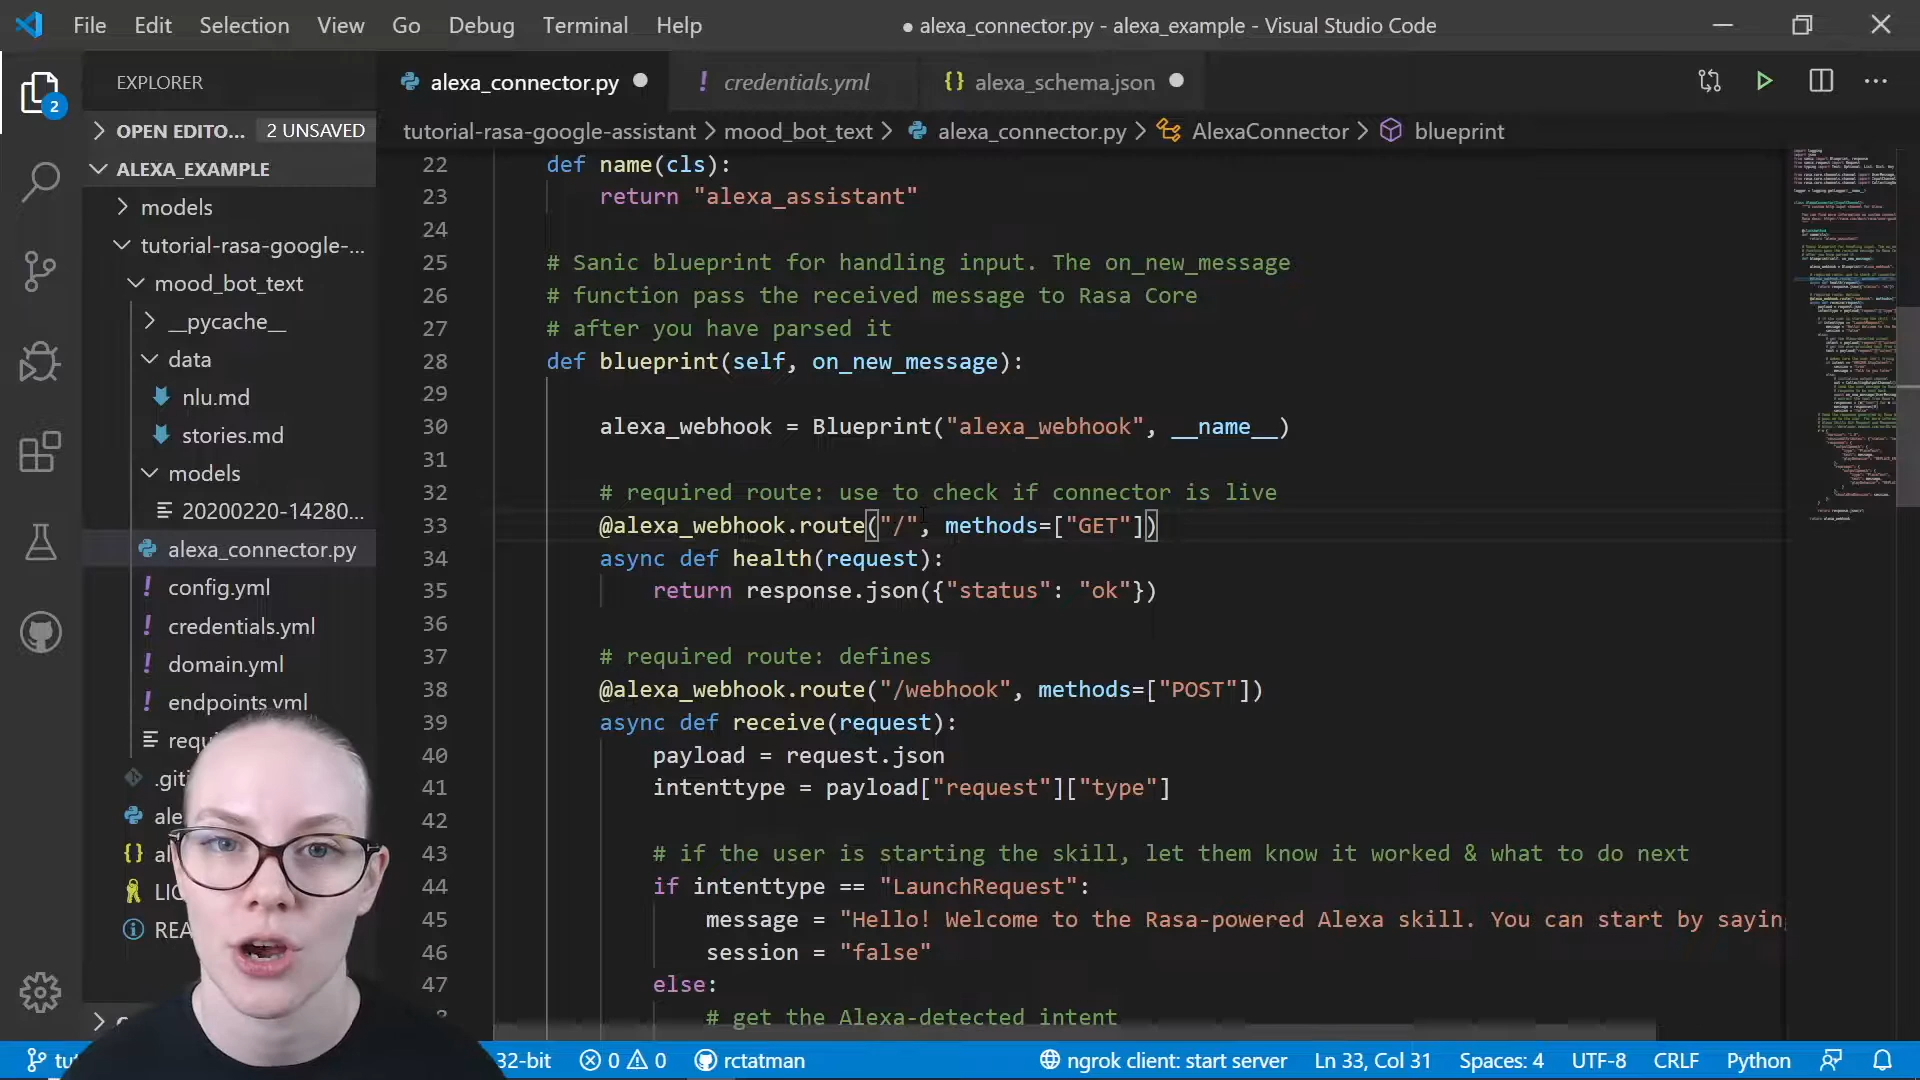 File Edit Selection View Go Debug Terminal Help
● alexa_connector.py - alexa_example - Visual Studio Code
EXPLORER
alexa_connector.py
credentials.yml
alexa_schema.json
OPEN EDITO... 2 UNSAVED
tutorial-rasa-google-assistant > mood_bot_text > alexa_connector.py > AlexaConnector > blueprint
2
ALEXA_EXAMPLE
models
tutorial-rasa-google-...
mood_bot_text
__pycache__
data
nlu.md
stories.md
models
20200220-14280...
alexa_connector.py
config.yml
credentials.yml
domain.yml
endpoints.yml
requ
.giti
ale
al
LIC
REA
22 def name(cls):
23 return "alexa_assistant"
24
25 # Sanic blueprint for handling input. The on_new_message
26 # function pass the received message to Rasa Core
27 # after you have parsed it
28 def blueprint(self, on_new_message):
29
30 alexa_webhook = Blueprint("alexa_webhook", __name__)
31
32 # required route: use to check if connector is live
33 @alexa_webhook.route("/", methods=["GET"])
34 async def health(request):
35 return response.json({"status": "ok"})
36
37 # required route: defines
38 @alexa_webhook.route("/webhook", methods=["POST"])
39 async def receive(request):
40 payload = request.json
41 intenttype = payload["request"]["type"]
42
43 # if the user is starting the skill, let them know it worked & what to do next
44 if intenttype == "LaunchRequest":
45 message = "Hello! Welcome to the Rasa-powered Alexa skill. You can start by sayin
46 session = "false"
47 else:
# get the Alexa-detected intent
tu
32-bit
0 0
rctatman
ngrok client: start server
Ln 33, Col 31
Spaces: 4
UTF-8
CRLF
Python